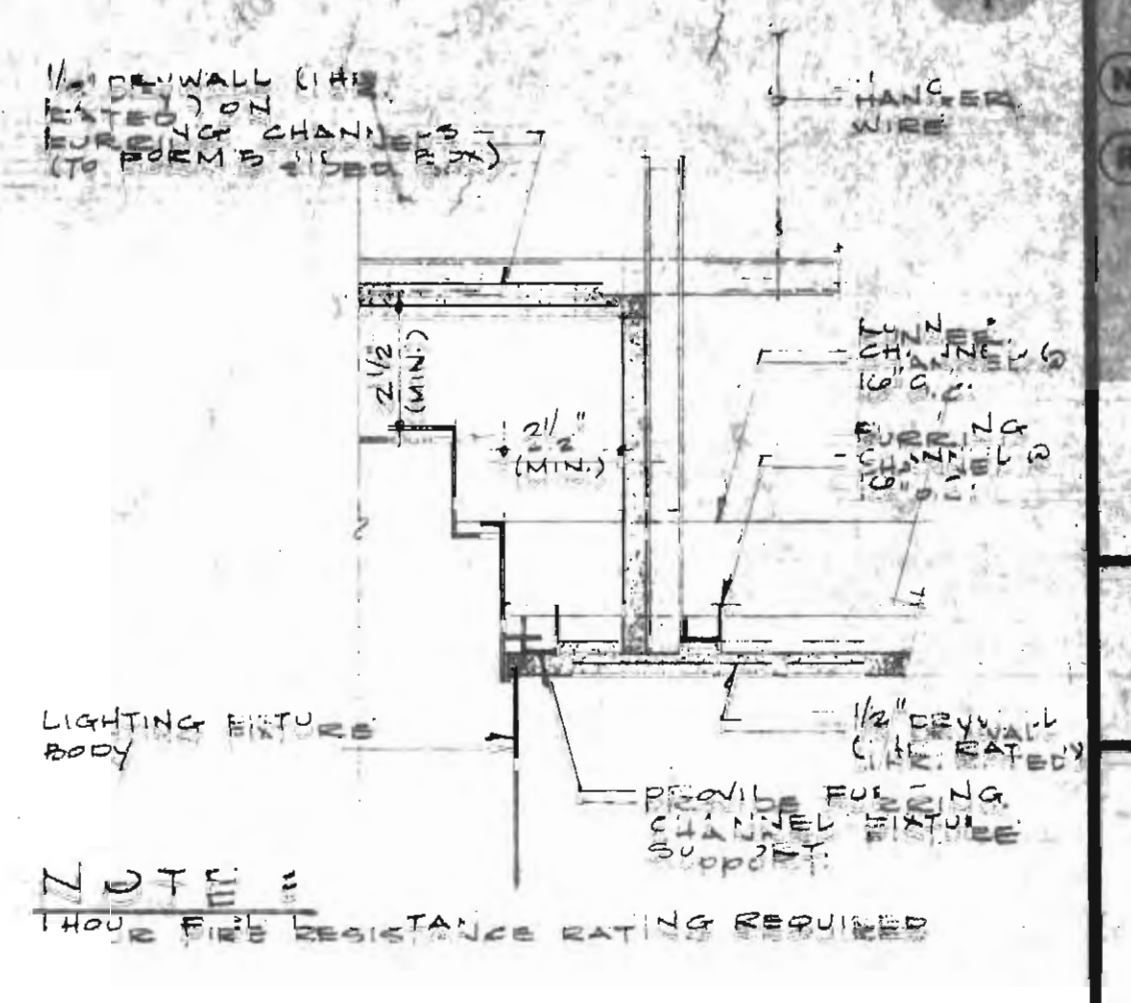 1/2" DRYWALL (1 HR.
RATED) ON
FURRING CHANNELS
(TO FORM 5 SIDED BOX)
HANGER
WIRE
2 1/2
(MIN.)
2 1/2"
(MIN.)
RUNNER
CHANNEL @
16" O.C.
FURRING
CHANNEL @
16" O.C.
LIGHTING FIXTURE
BODY
1/2" DRYWALL
(1 HR. RATED)
PROVIDE FURRING
CHANNEL FIXTURE
SUPPORT.
NOTE :
1 HOUR FIRE RESISTANCE RATING REQUIRED
N
R